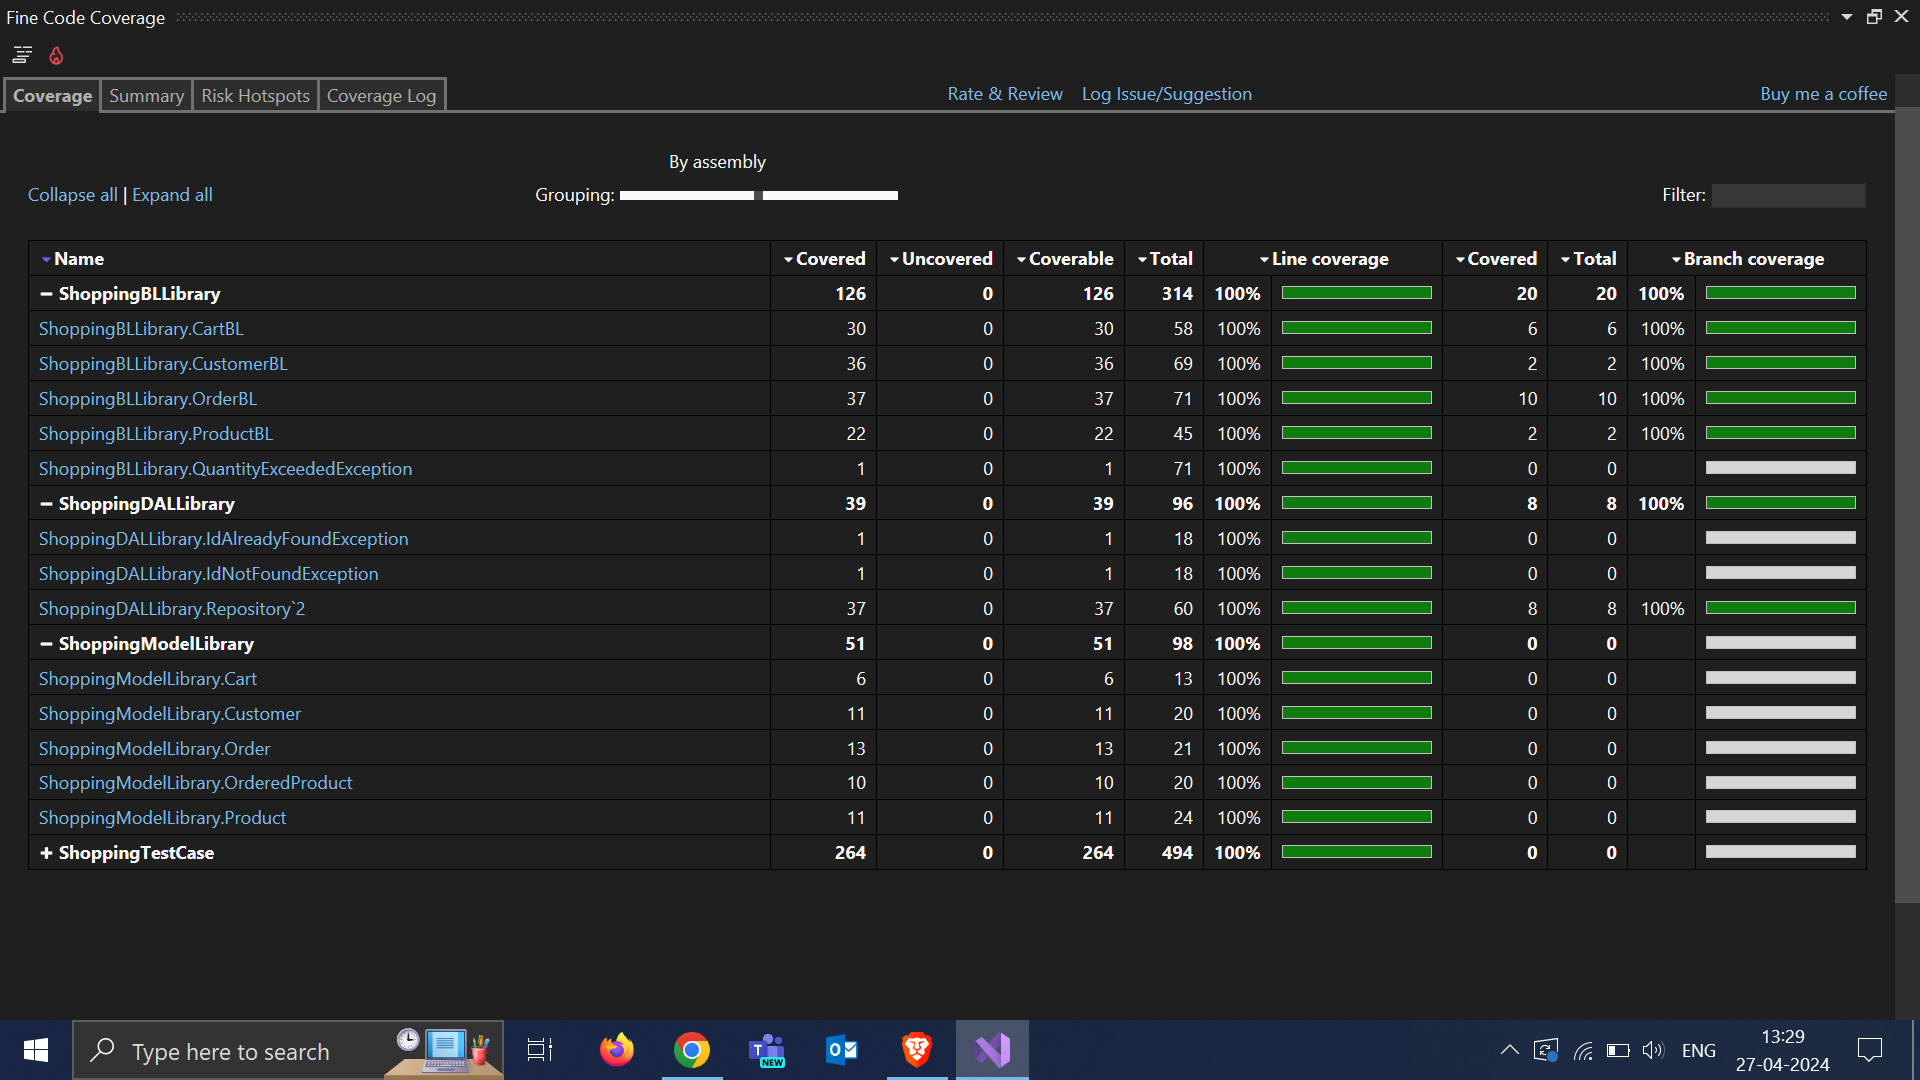 Fine Code Coverage
Coverage Summary Risk Hotspots Coverage Log Rate & Review Log Issue/Suggestion Buy me a coffee
By assembly
Collapse all | Expand all Grouping: Filter:
Name Covered Uncovered Coverable Total Line coverage Covered Total Branch coverage
− ShoppingBLLibrary 126 0 126 314 100% 20 20 100%
ShoppingBLLibrary.CartBL 30 0 30 58 100% 6 6 100%
ShoppingBLLibrary.CustomerBL 36 0 36 69 100% 2 2 100%
ShoppingBLLibrary.OrderBL 37 0 37 71 100% 10 10 100%
ShoppingBLLibrary.ProductBL 22 0 22 45 100% 2 2 100%
ShoppingBLLibrary.QuantityExceededException 1 0 1 71 100% 0 0
− ShoppingDALLibrary 39 0 39 96 100% 8 8 100%
ShoppingDALLibrary.IdAlreadyFoundException 1 0 1 18 100% 0 0
ShoppingDALLibrary.IdNotFoundException 1 0 1 18 100% 0 0
ShoppingDALLibrary.Repository`2 37 0 37 60 100% 8 8 100%
− ShoppingModelLibrary 51 0 51 98 100% 0 0
ShoppingModelLibrary.Cart 6 0 6 13 100% 0 0
ShoppingModelLibrary.Customer 11 0 11 20 100% 0 0
ShoppingModelLibrary.Order 13 0 13 21 100% 0 0
ShoppingModelLibrary.OrderedProduct 10 0 10 20 100% 0 0
ShoppingModelLibrary.Product 11 0 11 24 100% 0 0
+ ShoppingTestCase 264 0 264 494 100% 0 0
Type here to search NEW ENG 13:29
27-04-2024